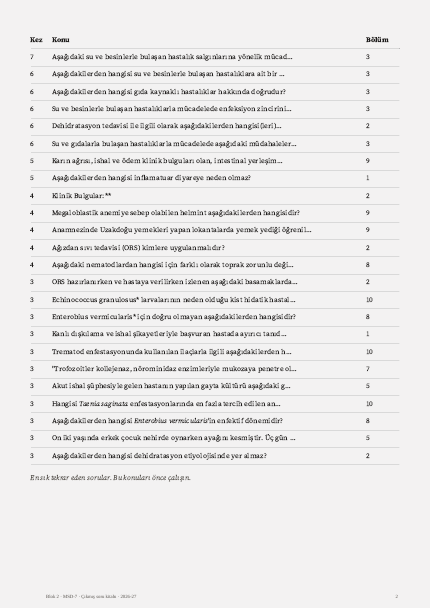 Kez Konu Bölüm
7 Aşağıdaki su ve besinlerle bulaşan hastalık salgınlarına yönelik mücad... 3
6 Aşağıdakilerden hangisi su ve besinlerle bulaşan hastalıklara ait bir ... 3
6 Aşağıdakilerden hangisi gıda kaynaklı hastalıklar hakkında doğrudur? 3
6 Su ve besinlerle bulaşan hastalıklarla mücadelede enfeksiyon zincirini... 3
6 Dehidratasyon tedavisi ile ilgili olarak aşağıdakilerden hangisi(leri)... 2
6 Su ve gıdalarla bulaşan hastalıklarla mücadelede aşağıdaki müdahaleler... 3
5 Karın ağrısı, ishal ve ödem klinik bulguları olan, intestinal yerleşim... 9
5 Aşağıdakilerden hangisi inflamatuar diyareye neden olmaz? 1
4 Klinik Bulgular:** 2
4 Megaloblastik anemiye sebep olabilen helmint aşağıdakilerden hangisidir? 9
4 Anamnezinde Uzakdoğu yemekleri yapan lokantalarda yemek yediği öğrenil... 9
4 Ağızdan sıvı tedavisi (ORS) kimlere uygulanmalıdır? 2
4 Aşağıdaki nematodlardan hangisi için farklı olarak toprak zorunlu deği... 8
3 ORS hazırlanırken ve hastaya verilirken izlenen aşağıdaki basamaklarda... 2
3 Echinococcus granulosus* larvalarının neden olduğu kist hidatik hastal... 10
3 Enterobius vermicularis* için doğru olmayan aşağıdakilerden hangisidir? 8
3 Kanlı dışkılama ve ishal şikayetleriyle başvuran hastada ayırıcı tanıd... 1
3 Trematod enfestasyonunda kullanılan ilaçlarla ilgili aşağıdakilerden h... 10
3 "Trofozoitler kollejenaz, nörominidaz enzimleriyle mukozaya penetre ol... 7
3 Akut ishal şüphesiyle gelen hastanın yapılan gayta kültürü aşağıdaki g... 5
3 Hangisi Taenia saginata enfestasyonlarında en fazla tercih edilen an... 10
3 Aşağıdakilerden hangisi Enterobius vermicularis'in enfektif dönemidir? 8
3 On iki yaşında erkek çocuk nehirde oynarken ayağını kesmiştir. Üç gün ... 5
3 Aşağıdakilerden hangisi dehidratasyon etiyolojisinde yer almaz? 2
En sık tekrar eden sorular. Bu konuları önce çalışın.
2